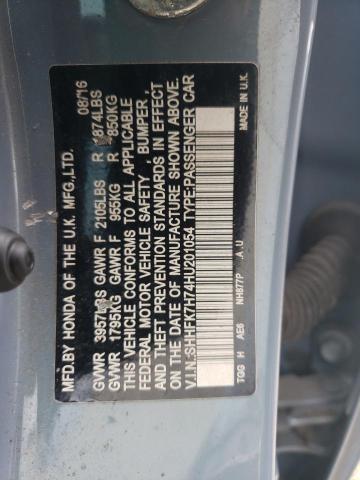 MFD.BY HONDA OF THE U.K. MFG.,LTD. 08/16
GVWR 3957LBS GAWR F 2105LBS R 1874LBS
GVWR 1795KG GAWR F 955KG R 850KG
THIS VEHICLE CONFORMS TO ALL APPLICABLE
FEDERAL MOTOR VEHICLE SAFETY , BUMPER ,
& THEFT PREVENTION STANDARDS IN EFFECT
ON THE DATE OF MANUFACTURE SHOWN ABOVE.
V.I.N.:SHHFK7H74HU201054 TYPE:PASSENGER CAR
TGG H AE6 NH877P A U MADE IN U.K.